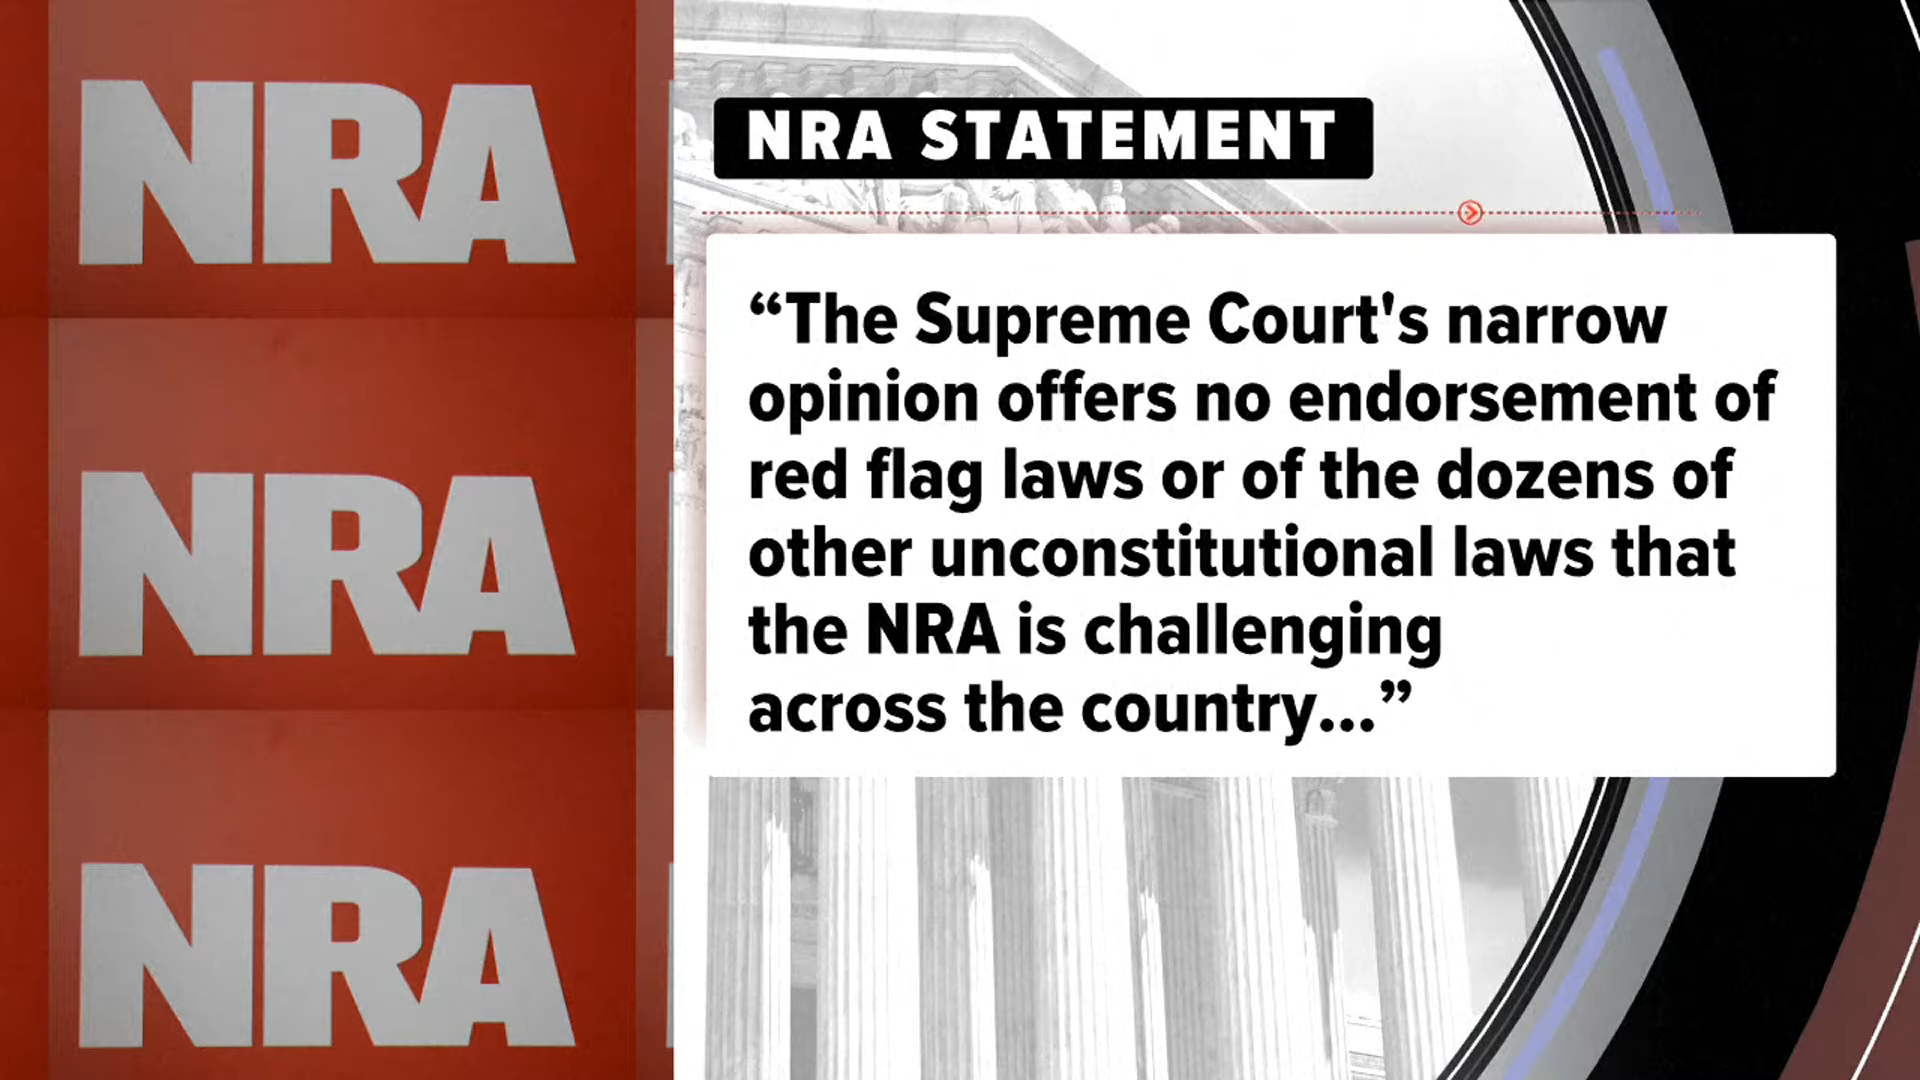 NRA
NRA
NRA
NRA STATEMENT
“The Supreme Court's narrow
opinion offers no endorsement of
red flag laws or of the dozens of
other unconstitutional laws that
the NRA is challenging
across the country...”